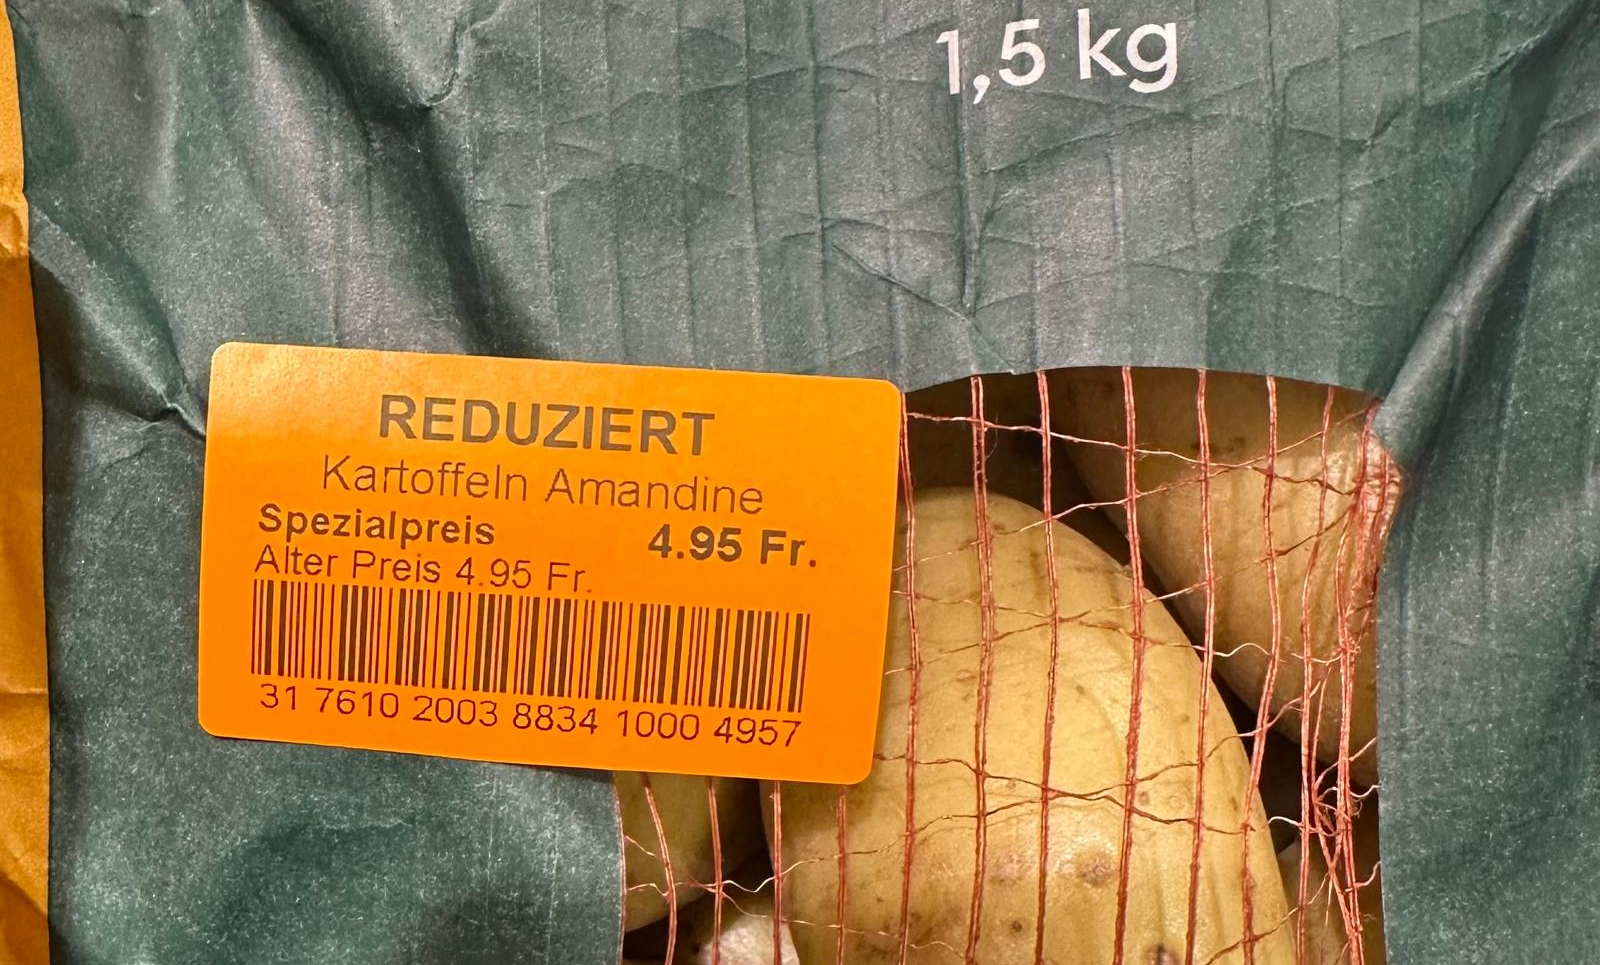 1,5 kg
REDUZIERT
Kartoffeln Amandine
Spezialpreis 4.95 Fr.
Alter Preis 4.95 Fr.
31 7610 2003 8834 1000 4957